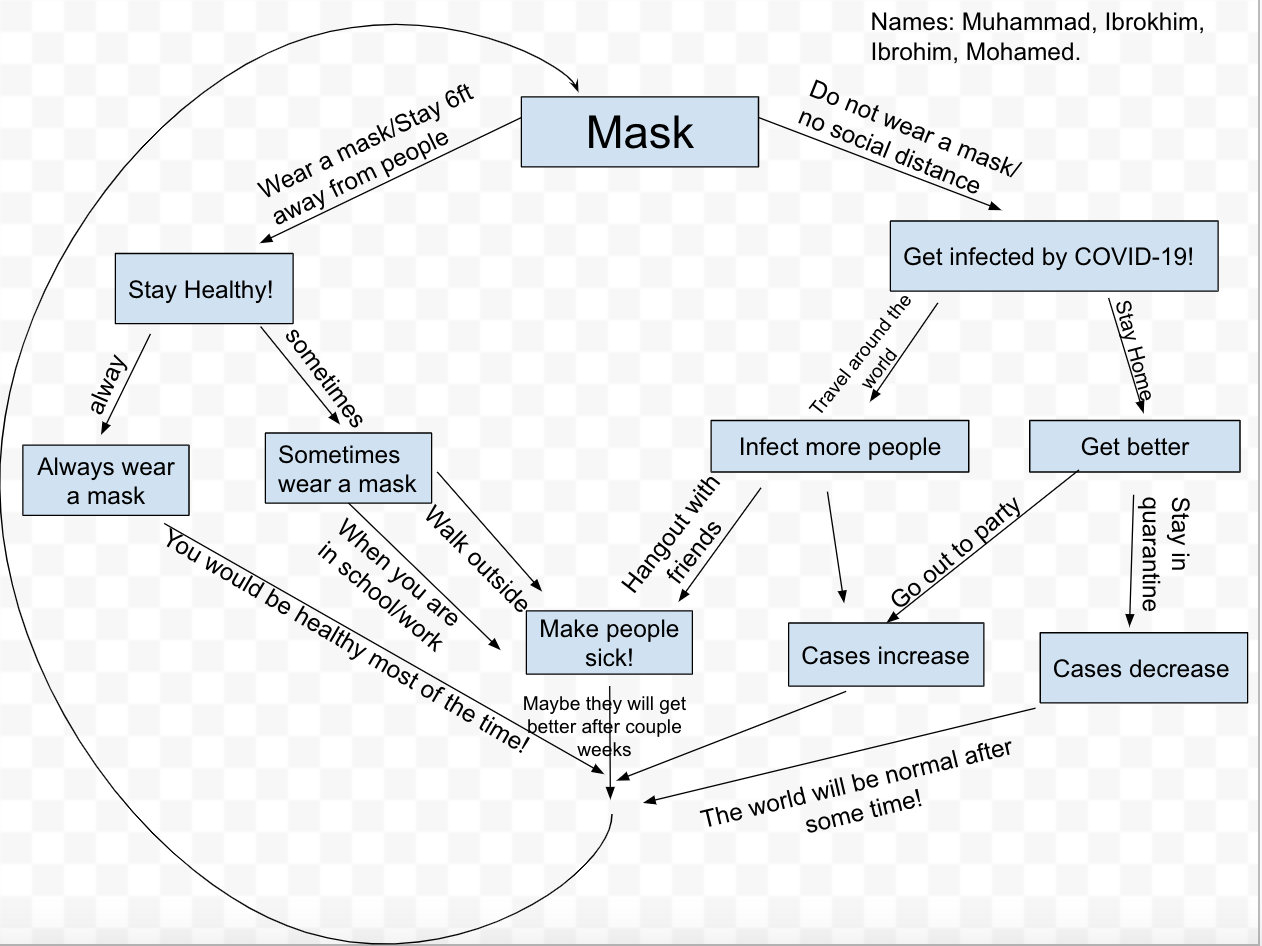 Names: Muhammad, Ibrokhim,
Ibrohim, Mohamed.
Mask
Wear a mask/Stay 6ft
away from people
Do not wear a mask/
no social distance
Stay Healthy!
Get infected by COVID-19!
alway
sometimes
Travel around the
world
Stay Home
Always wear
a mask
Sometimes
wear a mask
Infect more people
Get better
You would be healthy most of the time!
When you are
in school/work
Walk outside
Hangout with
friends
Go out to party
Stay in
quarantine
Make people
sick!
Cases increase
Cases decrease
Maybe they will get
better after couple
weeks
The world will be normal after
some time!